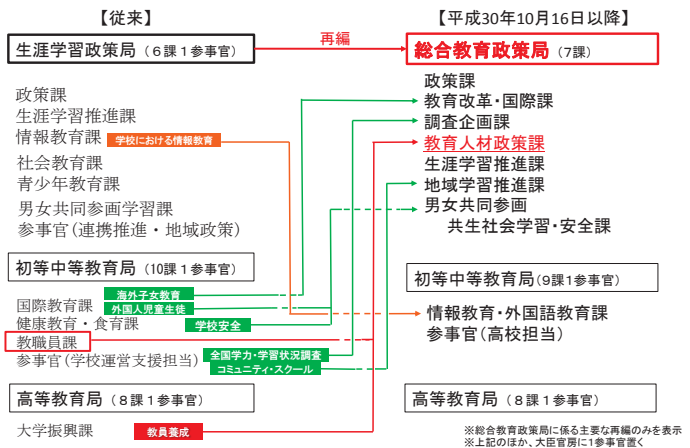 【従来】
【平成30年10月16日以降】
生涯学習政策局（6課1参事官）
再編
総合教育政策局（7課）
政策課
生涯学習推進課
情報教育課 学校における情報教育
社会教育課
青少年教育課
男女共同参画学習課
参事官（連携推進・地域政策）
政策課
教育改革・国際課
調査企画課
教育人材政策課
生涯学習推進課
地域学習推進課
男女共同参画
共生社会学習・安全課
初等中等教育局（10課1参事官）
海外子女教育
国際教育課 外国人児童生徒
健康教育・食育課 学校安全
教職員課
参事官（学校運営支援担当） 全国学力・学習状況調査
コミュニティ・スクール
初等中等教育局（9課1参事官）
情報教育・外国語教育課
参事官（高校担当）
高等教育局（8課1参事官）
大学振興課 教員養成
高等教育局（8課1参事官）
※総合教育政策局に係る主要な再編のみを表示
※上記のほか、大臣官房に1参事官置く